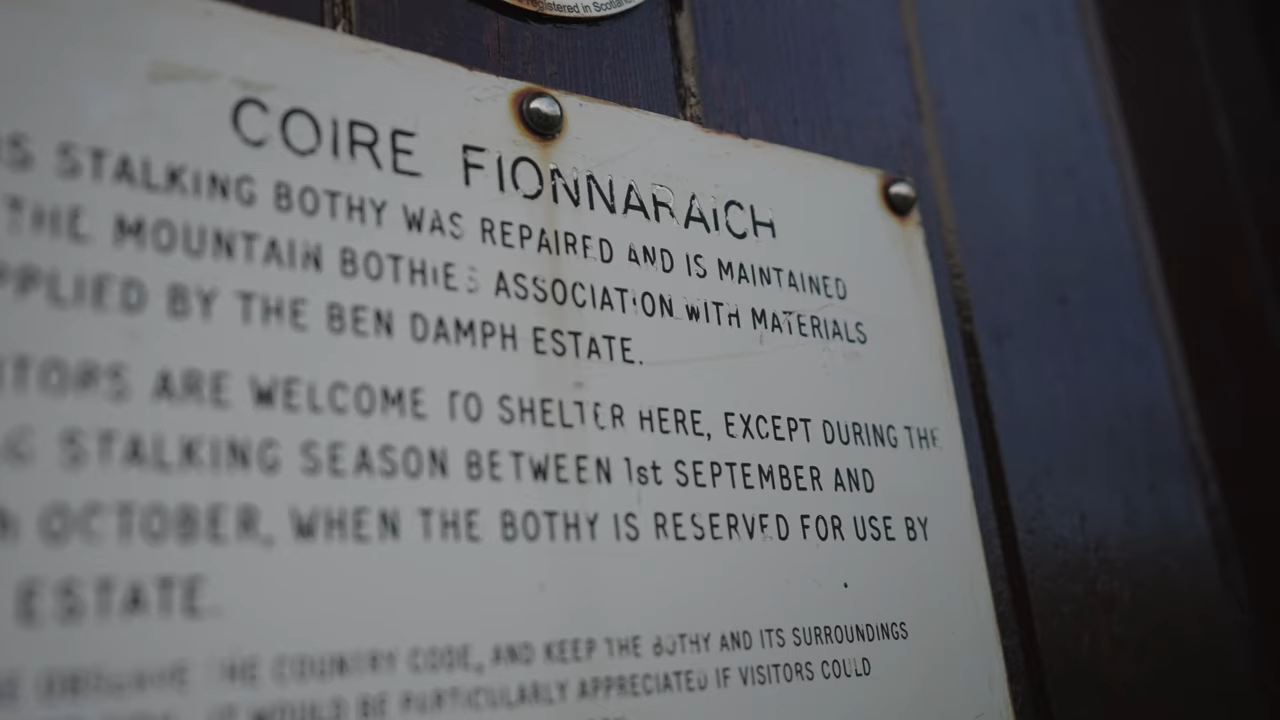 registered in Scotland
COIRE FIONNARAICH
STALKING BOTHY WAS REPAIRED AND IS MAINTAINED
THE MOUNTAIN BOTHIES ASSOCIATION WITH MATERIALS
BY THE BEN DAMPH ESTATE.
ARE WELCOME TO SHELTER HERE, EXCEPT DURING THE
STALKING SEASON BETWEEN 1st SEPTEMBER AND
OCTOBER, WHEN THE BOTHY IS RESERVED FOR USE BY
ESTATE.
THE COUNTRY CODE, AND KEEP THE BOTHY AND ITS SURROUNDINGS
WOULD BE PARTICULARLY APPRECIATED IF VISITORS COULD